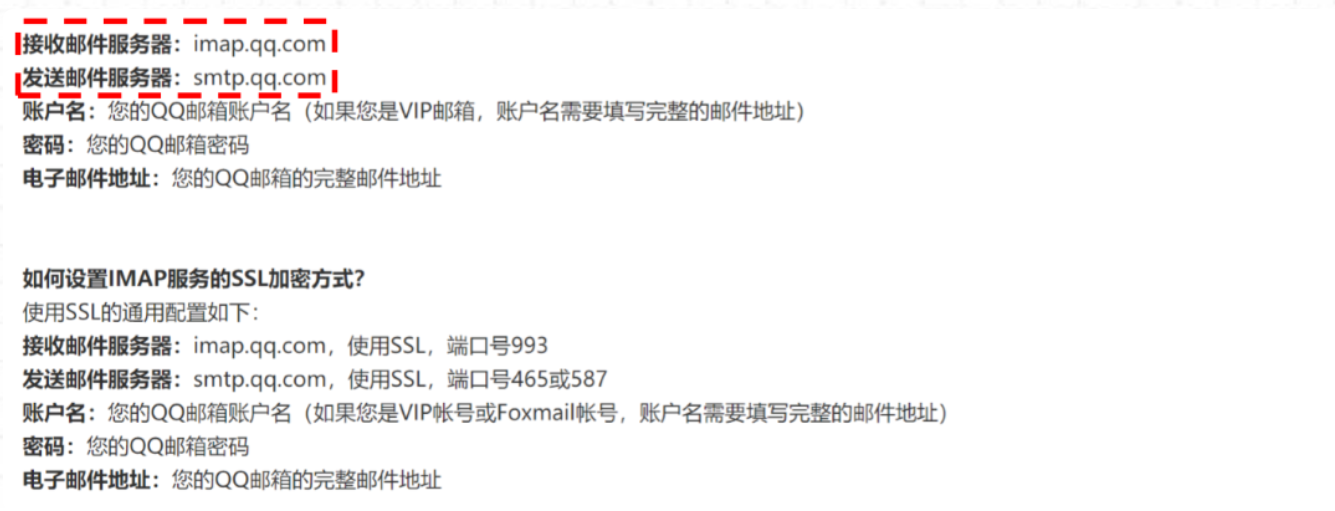 接收邮件服务器：imap.qq.com
发送邮件服务器：smtp.qq.com
账户名：您的QQ邮箱账户名（如果您是VIP邮箱，账户名需要填写完整的邮件地址）
密码：您的QQ邮箱密码
电子邮件地址：您的QQ邮箱的完整邮件地址
如何设置IMAP服务的SSL加密方式？
使用SSL的通用配置如下：
接收邮件服务器：imap.qq.com，使用SSL，端口号993
发送邮件服务器：smtp.qq.com，使用SSL，端口号465或587
账户名：您的QQ邮箱账户名（如果您是VIP帐号或Foxmail帐号，账户名需要填写完整的邮件地址）
密码：您的QQ邮箱密码
电子邮件地址：您的QQ邮箱的完整邮件地址